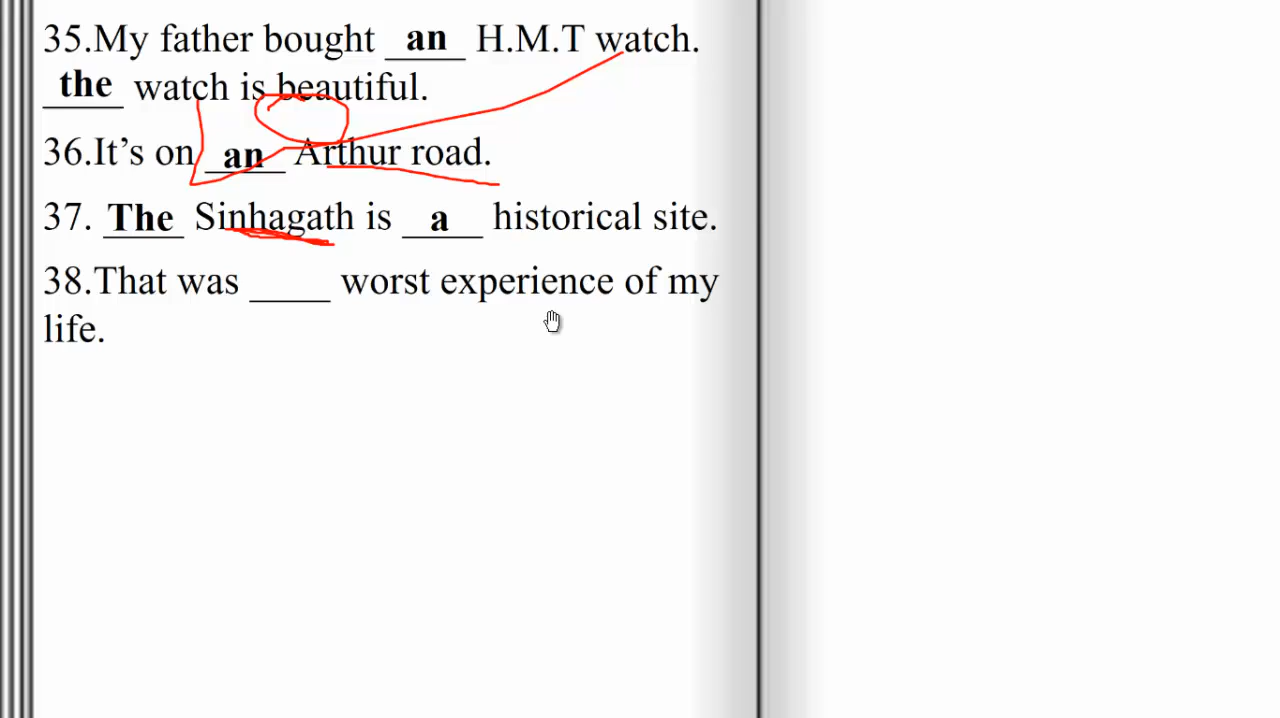 35.My father bought an H.M.T watch.
the watch is beautiful.
36.It's on an Arthur road.
37. The Sinhagath is a historical site.
38.That was ____ worst experience of my
life.